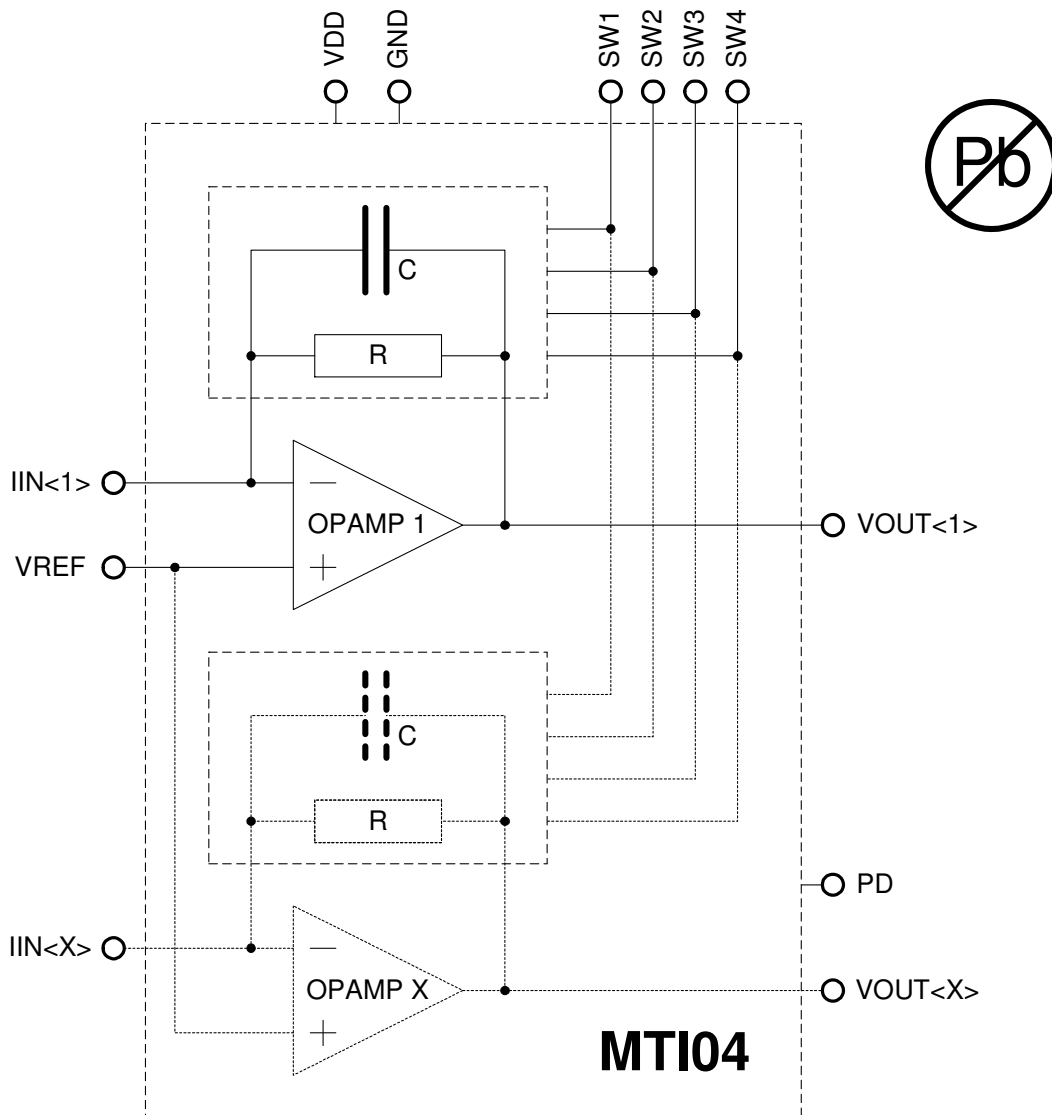 VDD
GND
SW1
SW2
SW3
SW4
Pb
C
R
IIN<1>
OPAMP 1
VOUT<1>
VREF
C
R
PD
IIN<X>
OPAMP X
VOUT<X>
MTI04